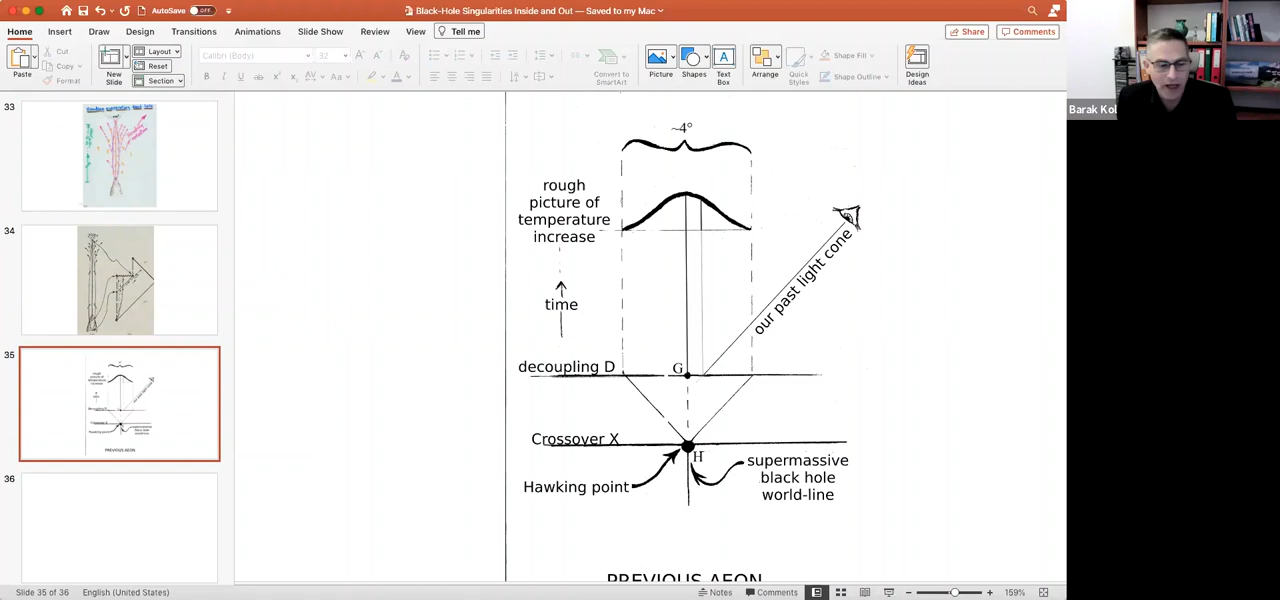 AutoSave OFF
Black-Hole Singularities Inside and Out — Saved to my Mac
Home Insert Draw Design Transitions Animations Slide Show Review View Tell me
Share Comments
Paste
Cut
Copy
Format
New Slide
Layout
Reset
Section
Calibri (Body) 32
Convert to SmartArt
Picture
Shapes
Text Box
Arrange
Quick Styles
Shape Fill
Shape Outline
Design Ideas
Barak Kol
33
34
35
36
~4°
rough
picture of
temperature
increase
time
our past light cone
decoupling D
G
Crossover X
H
Hawking point
supermassive
black hole
world-line
PREVIOUS AEON
Slide 35 of 36 English (United States)
Notes Comments 159%